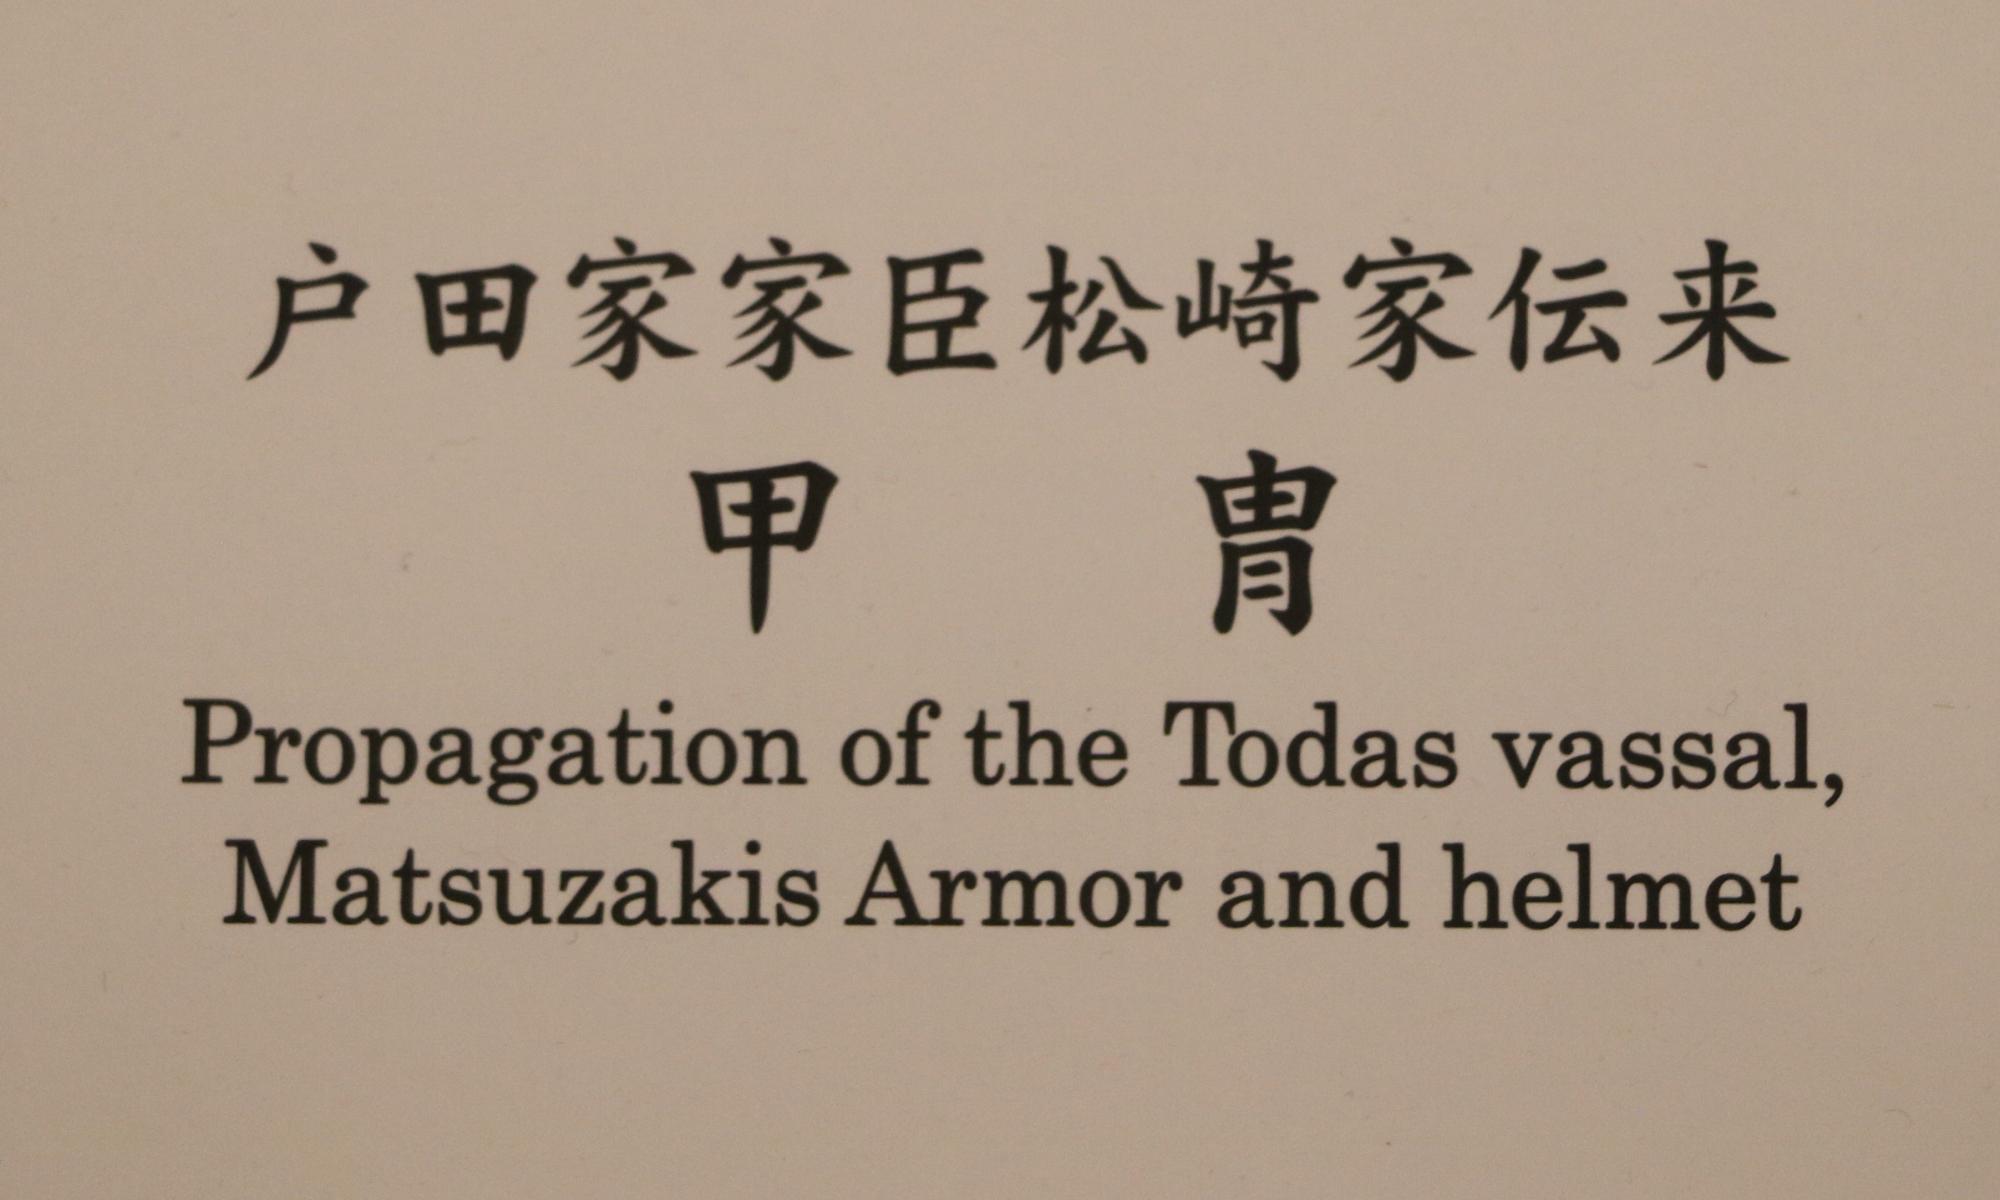 戸田家家臣松崎家伝来
甲 冑
Propagation of the Todas vassal,
Matsuzakis Armor and helmet